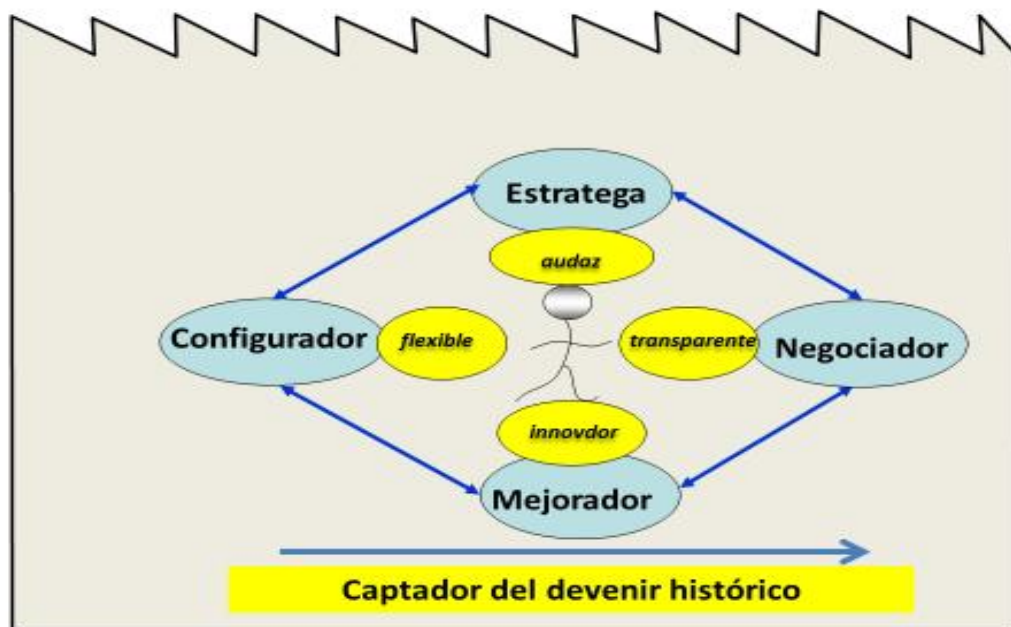 Estratega
audaz
Configurador
flexible
transparente
Negociador
innovdor
Mejorador
Captador del devenir histórico